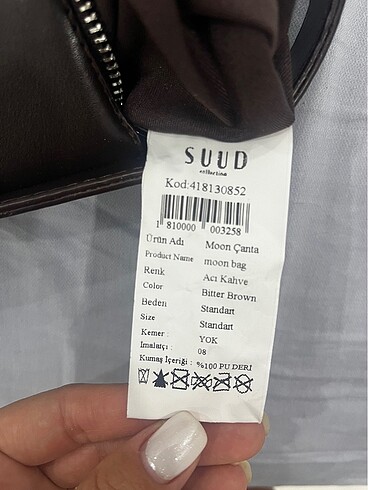 SUUD
collection
Kod:418130852
1 810000 003258
Ürün Adı Moon Çanta
Product Name moon bag
Renk Acı Kahve
Color Bitter Brown
Beden Standart
Size Standart
Kemer : YOK
İmalatçı : 08
Kumaş İçeriği : %100 PU DERİ